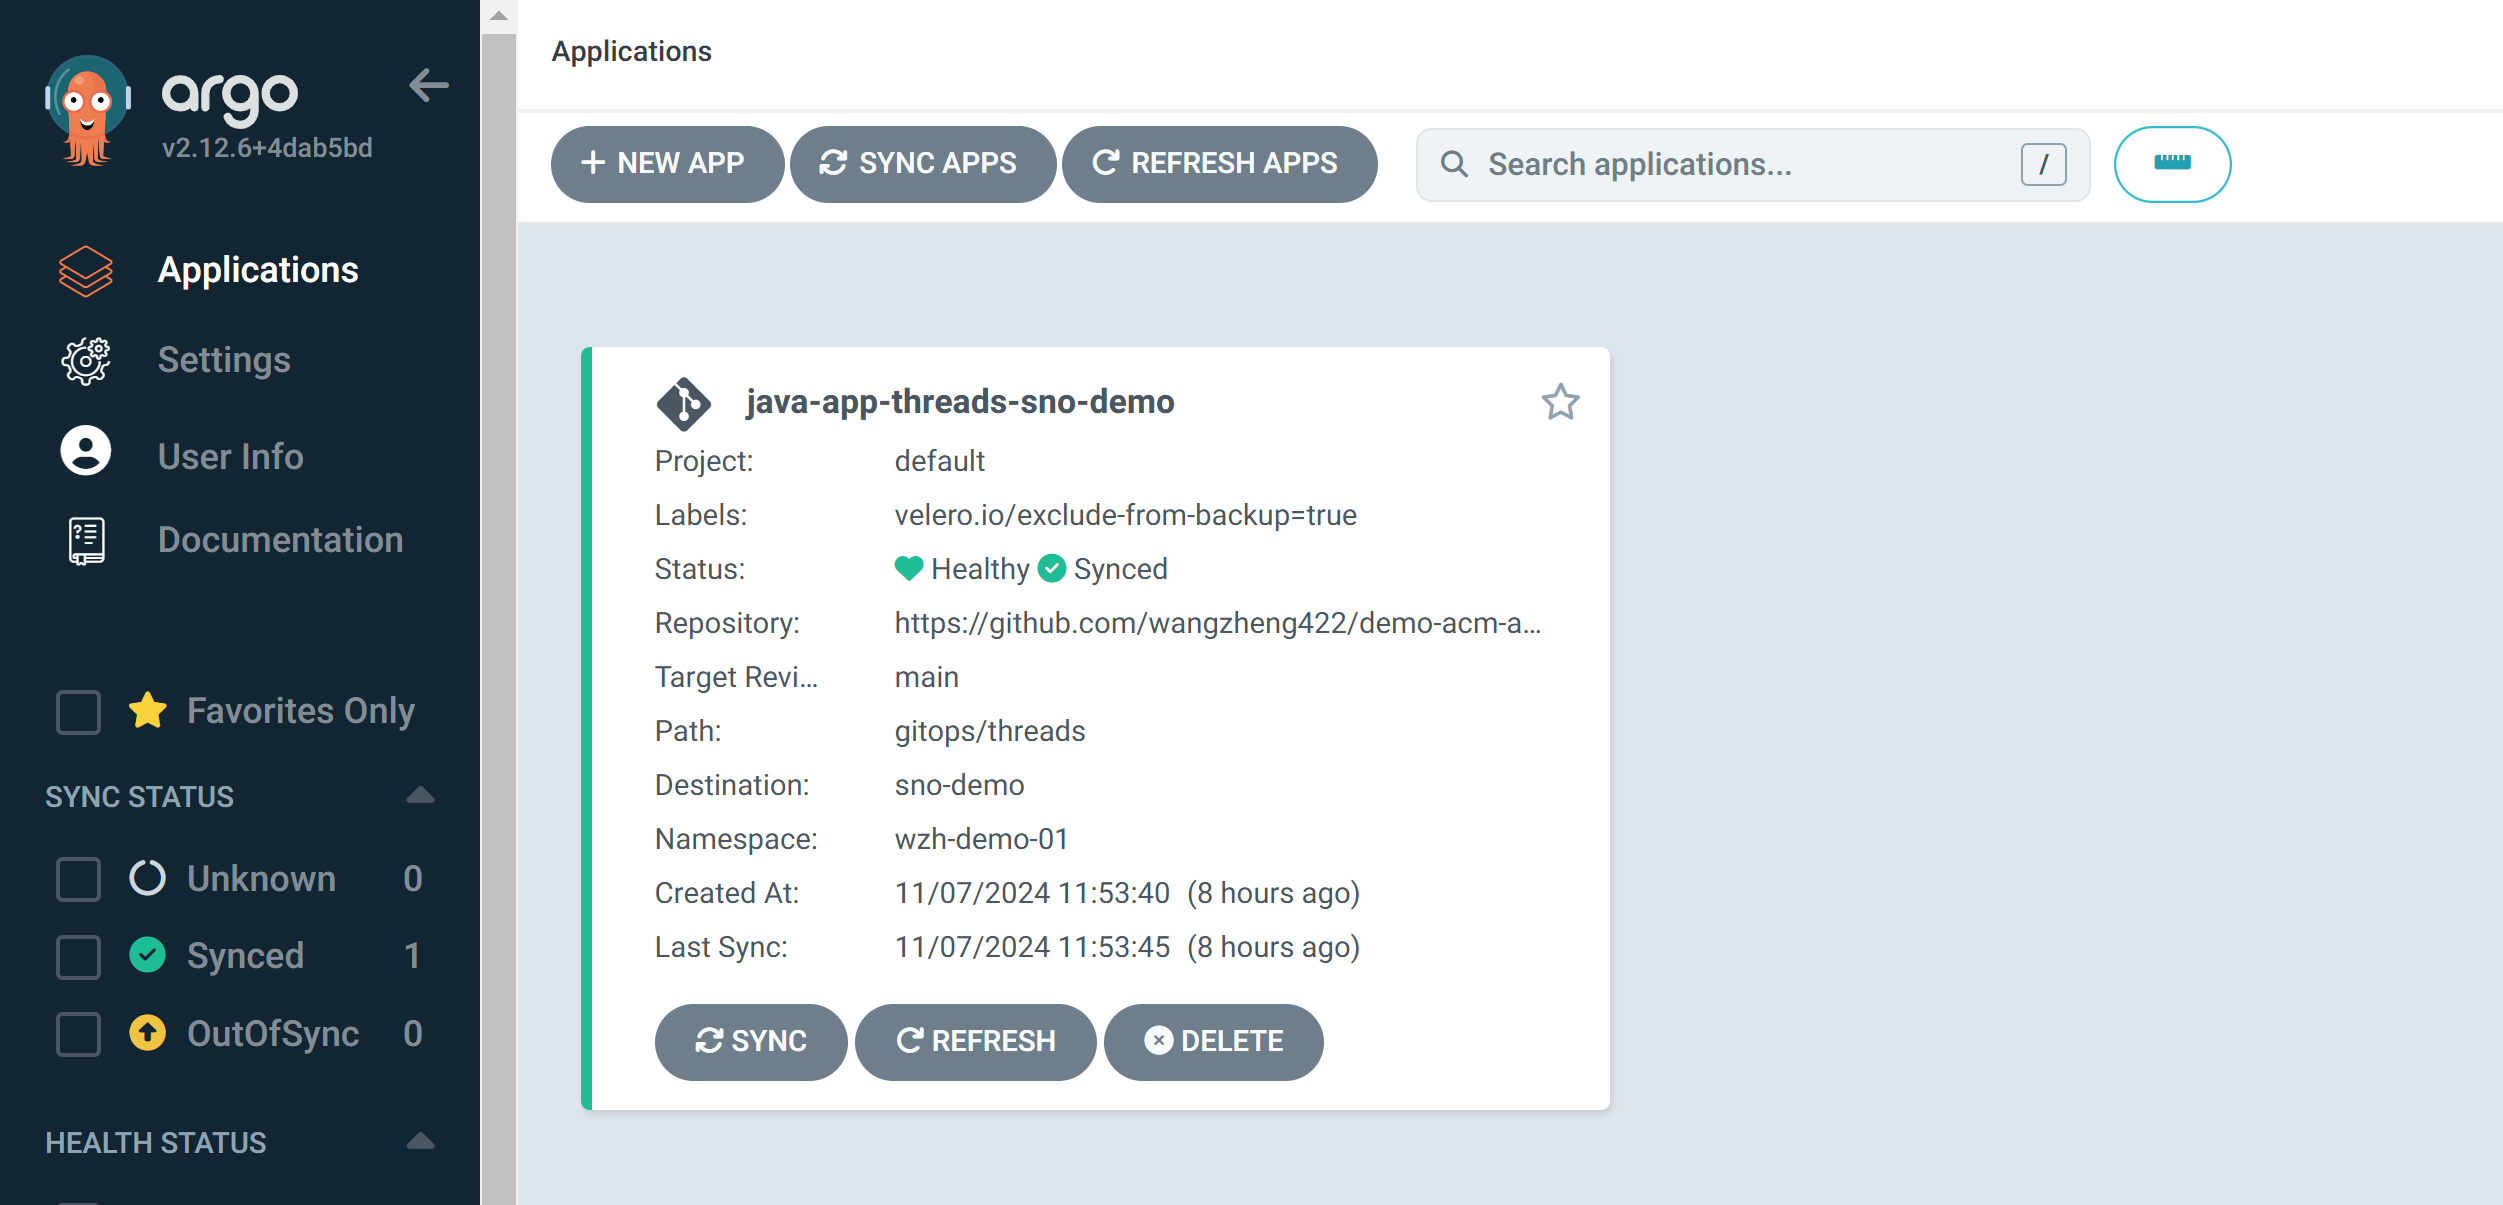 argo
v2.12.6+4dab5bd
Applications
Settings
User Info
Documentation
Favorites Only
SYNC STATUS
Unknown 0
Synced 1
OutOfSync 0
HEALTH STATUS
Applications
NEW APP SYNC APPS REFRESH APPS Search applications... /
java-app-threads-sno-demo
Project: default
Labels: velero.io/exclude-from-backup=true
Status: Healthy Synced
Repository: https://github.com/wangzheng422/demo-acm-a...
Target Revi... main
Path: gitops/threads
Destination: sno-demo
Namespace: wzh-demo-01
Created At: 11/07/2024 11:53:40 (8 hours ago)
Last Sync: 11/07/2024 11:53:45 (8 hours ago)
SYNC REFRESH DELETE